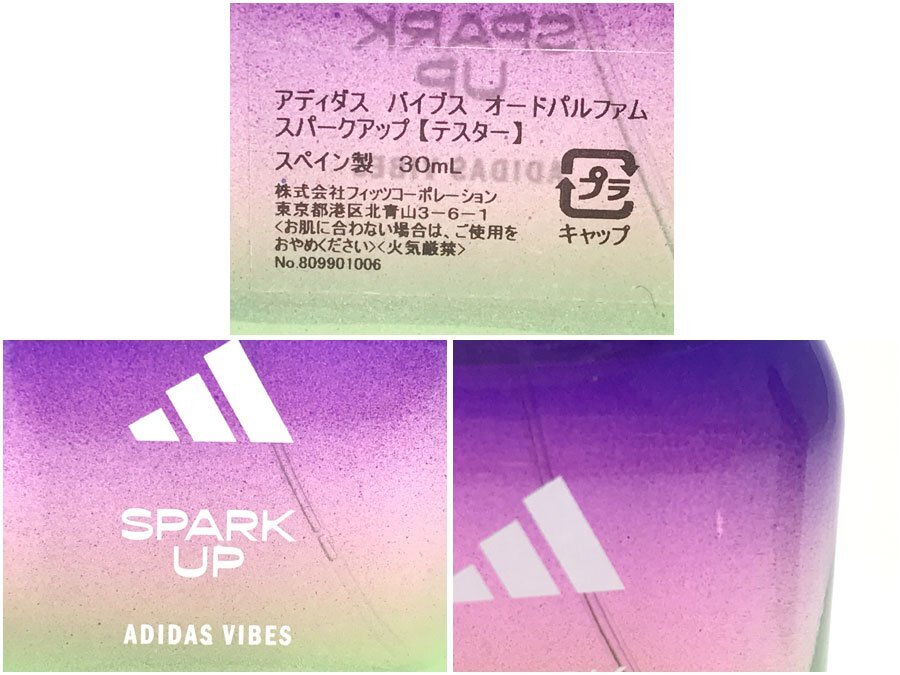 SPARK
UP
アディダス バイブス オードパルファム
スパークアップ【テスター】
スペイン製 30mL
ADIDAS VIBES
株式会社フィッツコーポレーション
東京都港区北青山3-6-1
<お肌に合わない場合は、ご使用を
おやめください><火気厳禁>
No.809901006
プラ
キャップ
SPARK
UP
ADIDAS VIBES